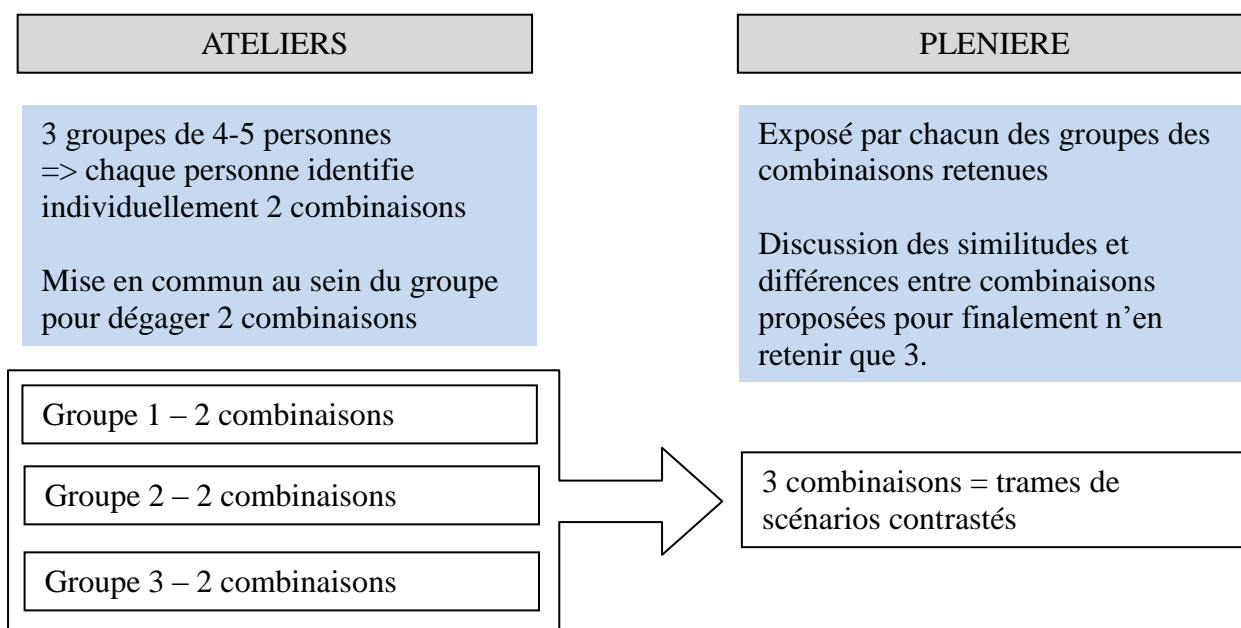 ATELIERS
3 groupes de 4-5 personnes
=> chaque personne identifie
individuellement 2 combinaisons
Mise en commun au sein du groupe
pour dégager 2 combinaisons
Groupe 1 – 2 combinaisons
Groupe 2 – 2 combinaisons
Groupe 3 – 2 combinaisons
PLENIERE
Exposé par chacun des groupes des
combinaisons retenues
Discussion des similitudes et
différences entre combinaisons
proposées pour finalement n’en
retenir que 3.
3 combinaisons = trames de
scénarios contrastés